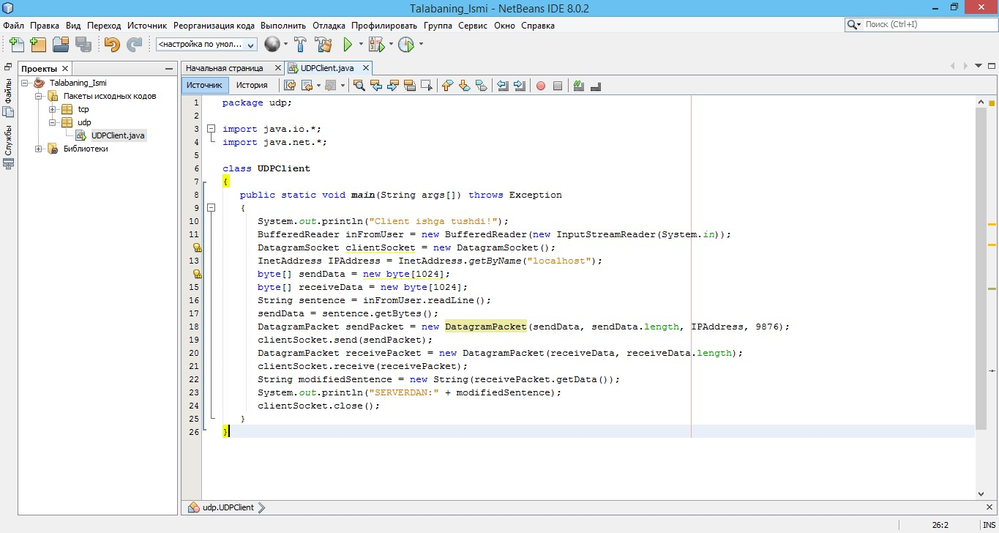 Talabaning_Ismi - NetBeans IDE 8.0.2
Файл Правка Вид Переход Источник Реорганизация кода Выполнить Отладка Профилировать Группа Сервис Окно Справка
Поиск (Ctrl+I)
<настройка по умол...
Проекты
Файлы
Службы
Talabaning_Ismi
Пакеты исходных кодов
tcp
udp
UDPClient.java
Библиотеки
Начальная страница
UDPClient.java
Источник История
1 package udp;
2
3 import java.io.*;
4 import java.net.*;
5
6 class UDPClient
7 {
8 public static void main(String args[]) throws Exception
9 {
10 System.out.println("Client ishga tushdi!");
11 BufferedReader inFromUser = new BufferedReader(new InputStreamReader(System.in));
DatagramSocket clientSocket = new DatagramSocket();
13 InetAddress IPAddress = InetAddress.getByName("localhost");
byte[] sendData = new byte[1024];
15 byte[] receiveData = new byte[1024];
16 String sentence = inFromUser.readLine();
17 sendData = sentence.getBytes();
18 DatagramPacket sendPacket = new DatagramPacket(sendData, sendData.length, IPAddress, 9876);
19 clientSocket.send(sendPacket);
20 DatagramPacket receivePacket = new DatagramPacket(receiveData, receiveData.length);
21 clientSocket.receive(receivePacket);
22 String modifiedSentence = new String(receivePacket.getData());
23 System.out.println("SERVERDAN:" + modifiedSentence);
24 clientSocket.close();
25 }
26 }
udp.UDPClient
26:2 INS